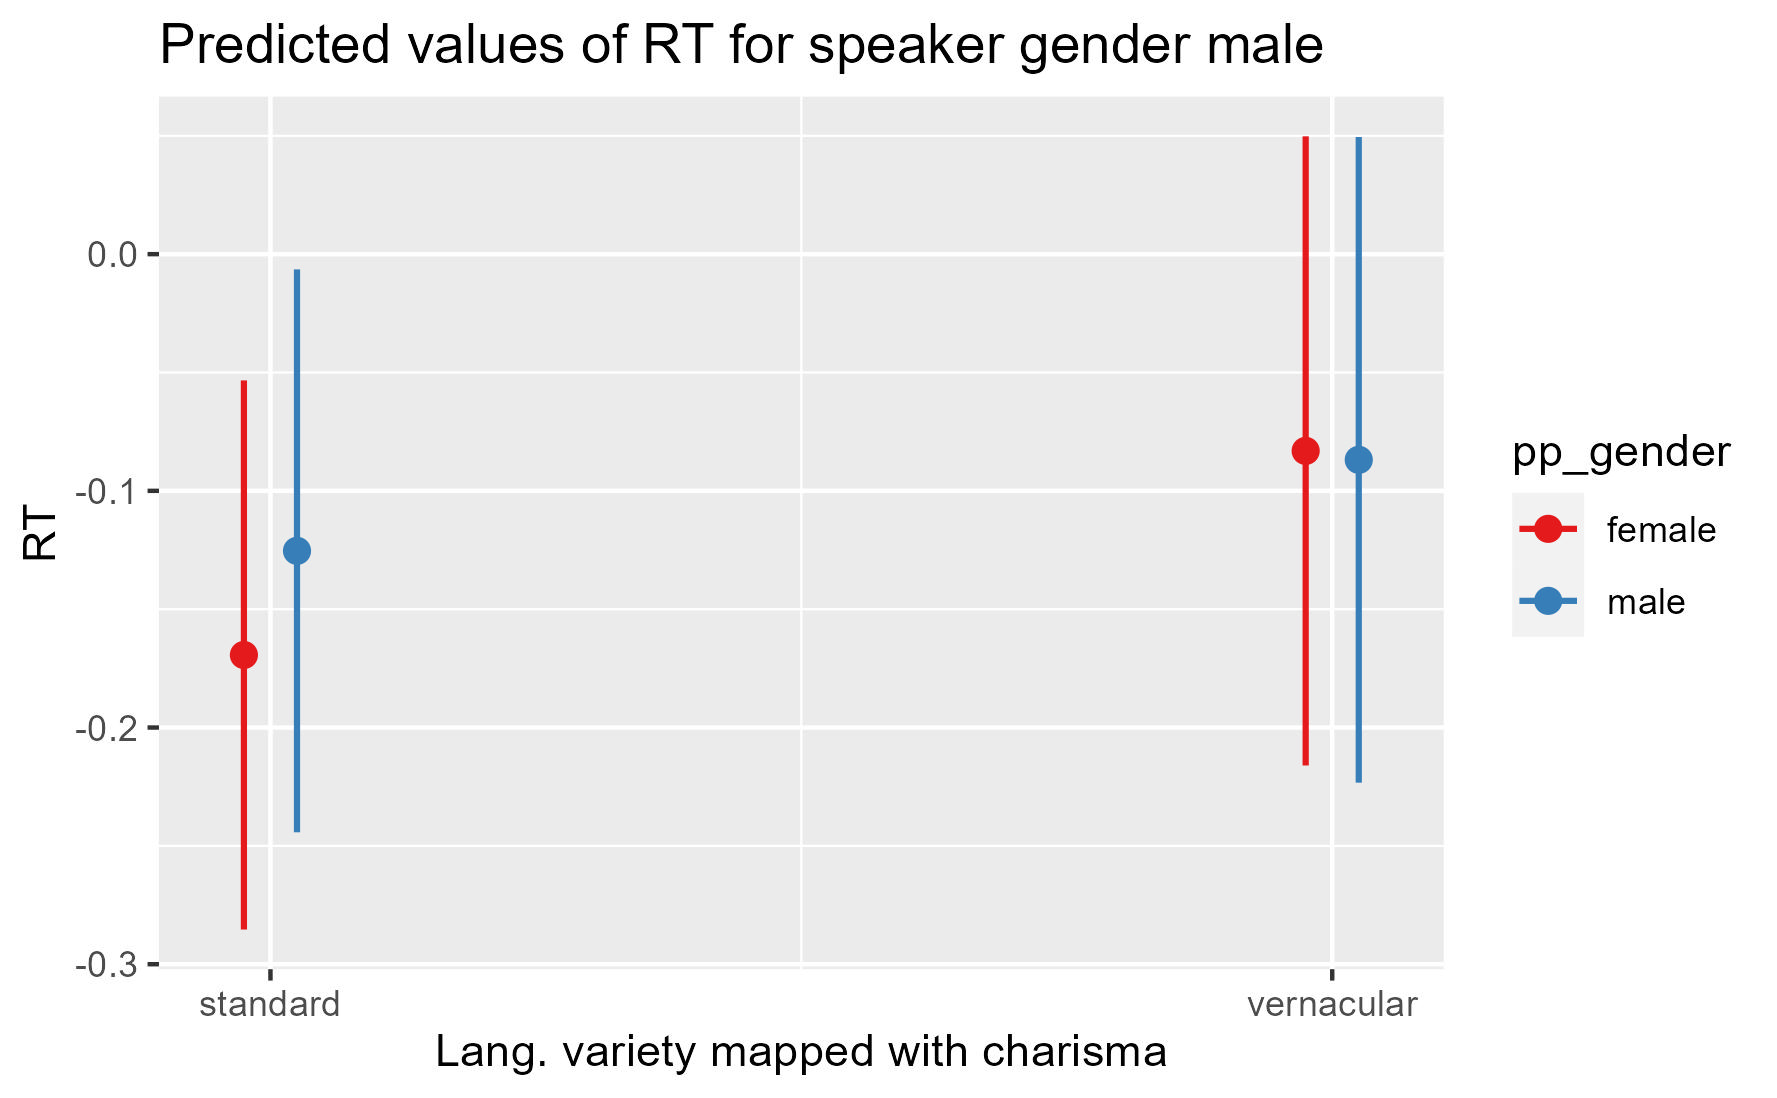 Predicted values of RT for speaker gender male
RT
0.0
-0.1
-0.2
-0.3
standard
vernacular
Lang. variety mapped with charisma
pp_gender
female
male